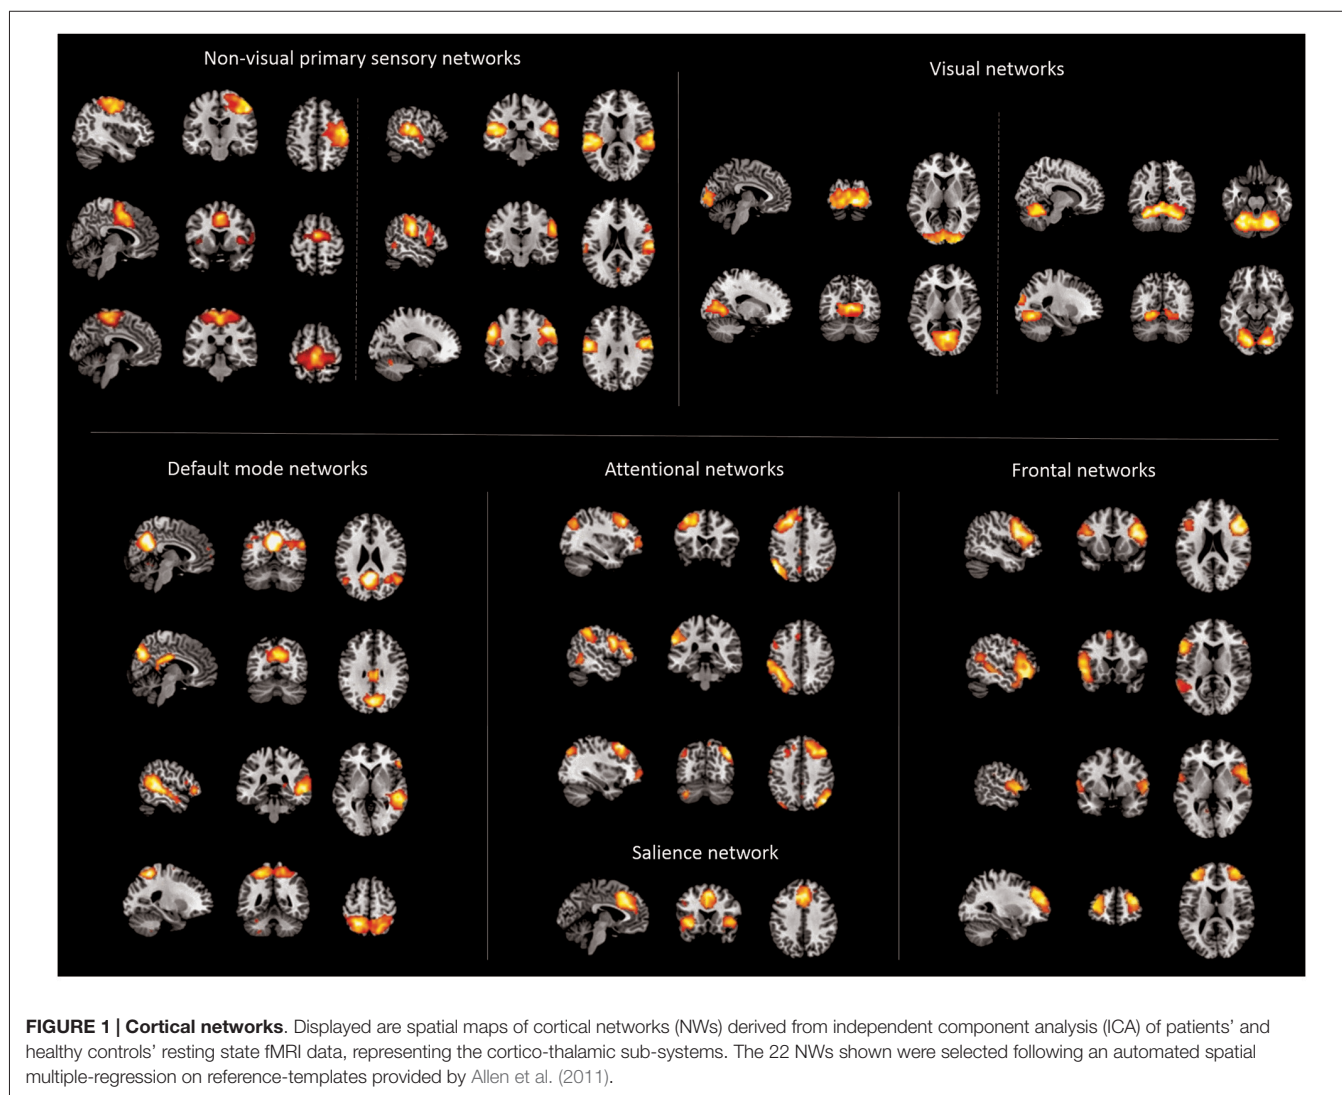 Non-visual primary sensory networks
Visual networks
Default mode networks
Attentional networks
Frontal networks
Salience network
FIGURE 1 | Cortical networks. Displayed are spatial maps of cortical networks (NWs) derived from independent component analysis (ICA) of patients’ and
healthy controls’ resting state fMRI data, representing the cortico-thalamic sub-systems. The 22 NWs shown were selected following an automated spatial
multiple-regression on reference-templates provided by Allen et al. (2011).